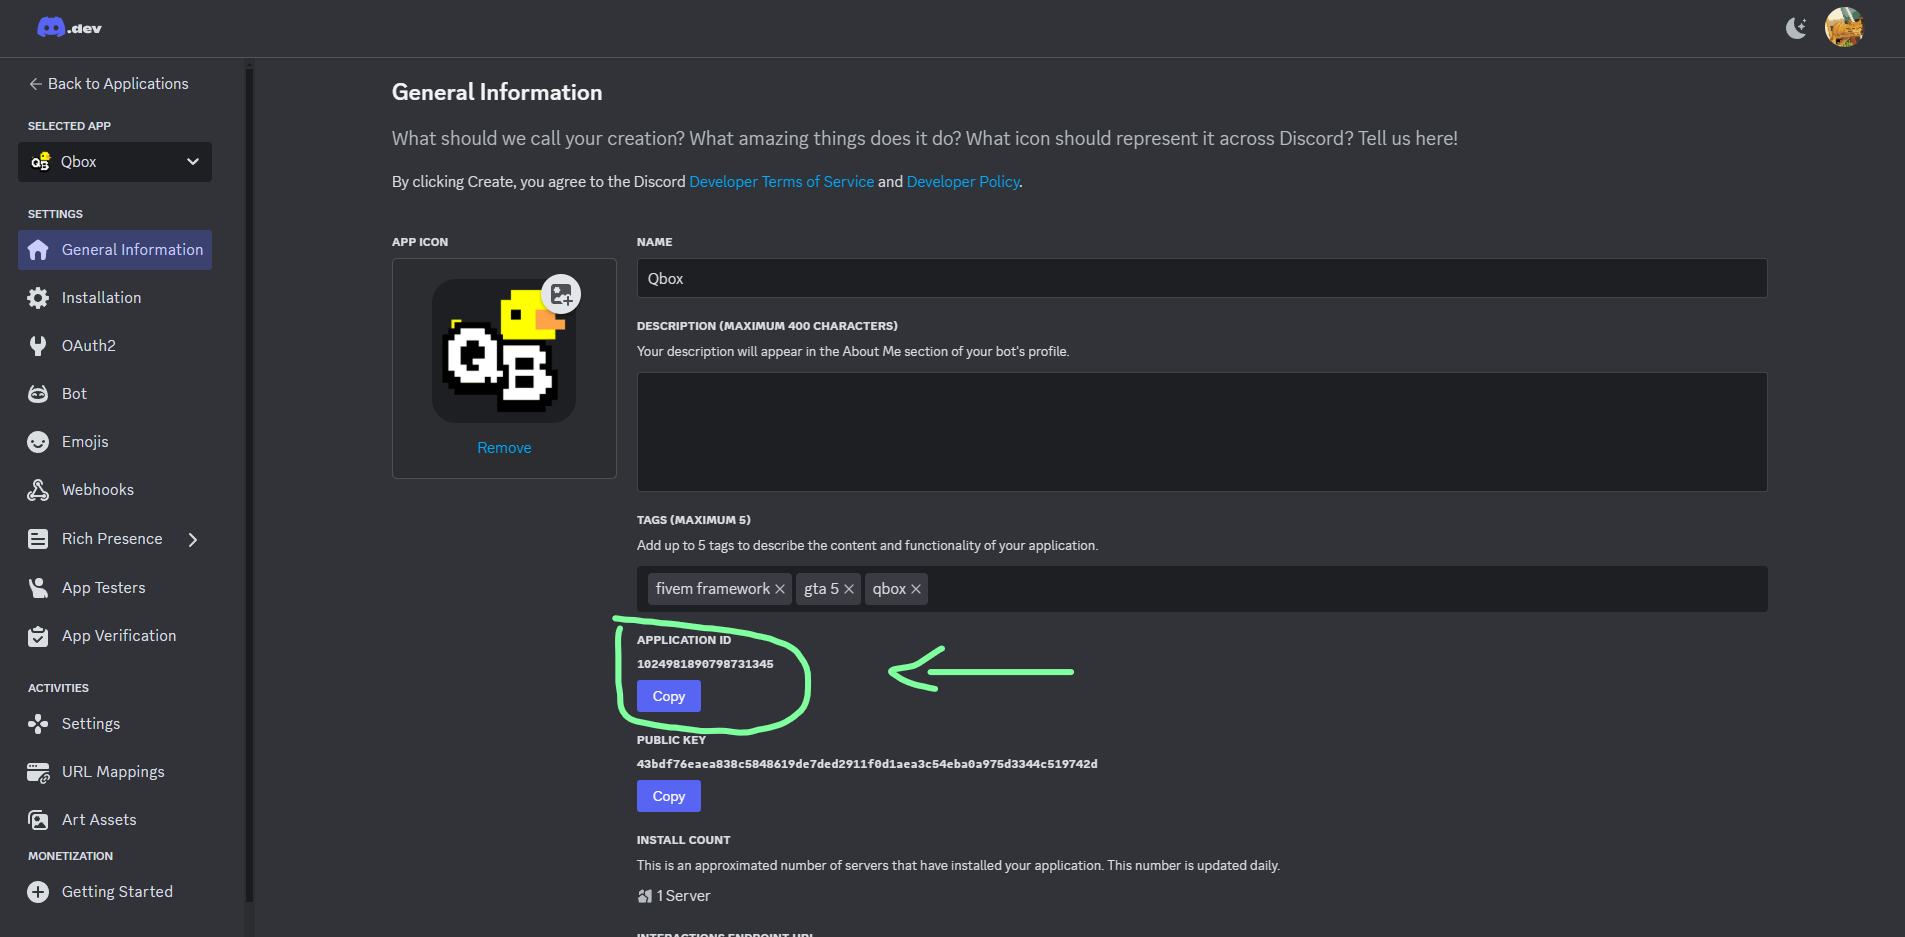 .dev
Back to Applications
SELECTED APP
QB Qbox
SETTINGS
General Information
Installation
OAuth2
Bot
Emojis
Webhooks
Rich Presence
App Testers
App Verification
ACTIVITIES
Settings
URL Mappings
Art Assets
MONETIZATION
Getting Started
General Information
What should we call your creation? What amazing things does it do? What icon should represent it across Discord? Tell us here!
By clicking Create, you agree to the Discord Developer Terms of Service and Developer Policy.
APP ICON
QB
Remove
NAME
Qbox
DESCRIPTION (MAXIMUM 400 CHARACTERS)
Your description will appear in the About Me section of your bot's profile.
TAGS (MAXIMUM 5)
Add up to 5 tags to describe the content and functionality of your application.
fivem framework × gta 5 × qbox ×
APPLICATION ID
1024981890798731345
Copy
PUBLIC KEY
43bdf76eaea838c5848619de7ded2911f0d1aea3c54eba0a975d3344c519742d
Copy
INSTALL COUNT
This is an approximated number of servers that have installed your application. This number is updated daily.
1 Server
INTERACTIONS ENDPOINT URL